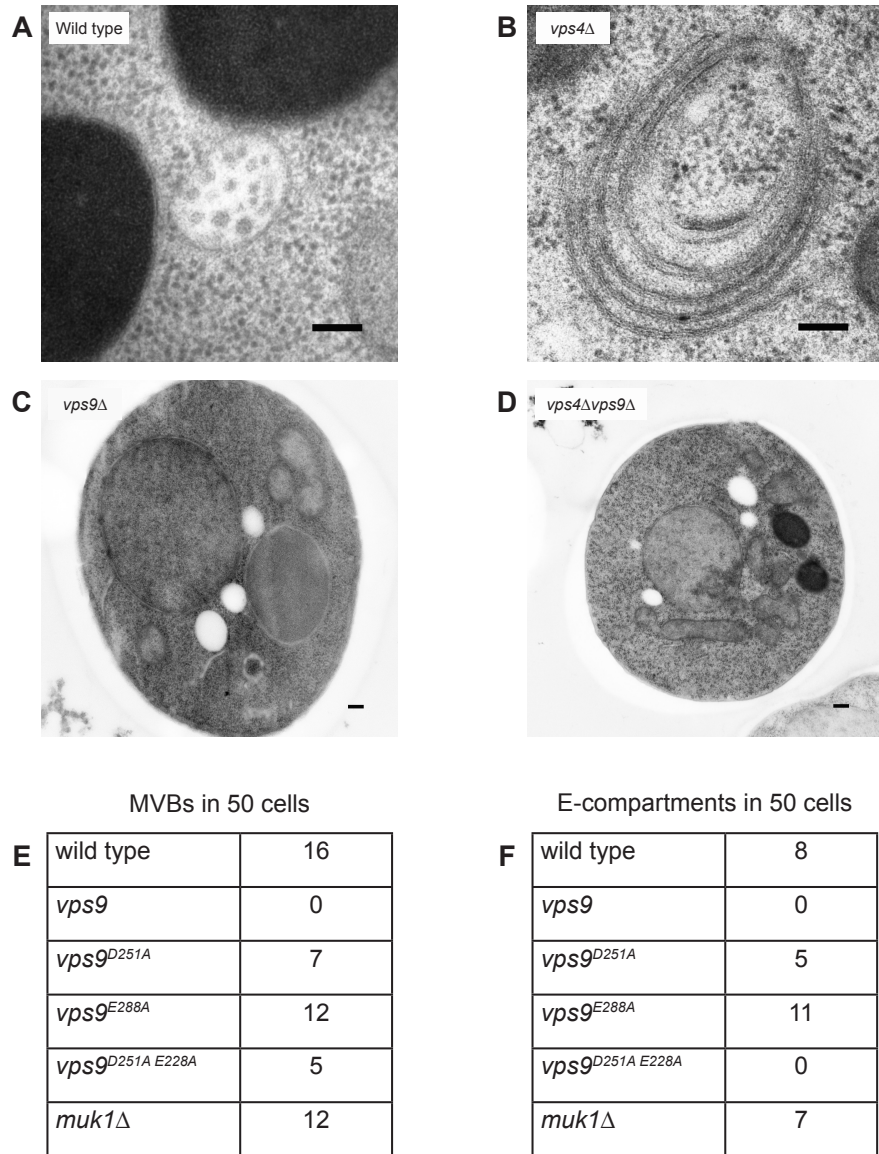 A Wild type
B vps4Δ
C vps9Δ
D vps4Δvps9Δ
MVBs in 50 cells
E
wild type 16
vps9 0
vps9D251A 7
vps9E288A 12
vps9D251A E228A 5
muk1Δ 12
E-compartments in 50 cells
F
wild type 8
vps9 0
vps9D251A 5
vps9E288A 11
vps9D251A E228A 0
muk1Δ 7